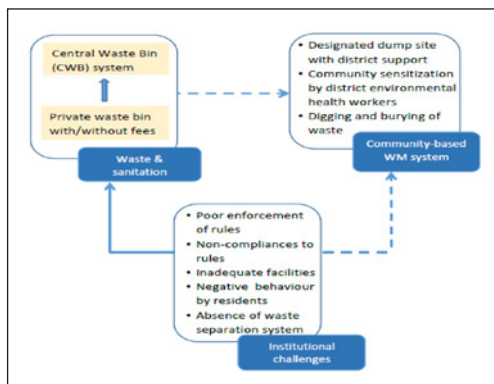 Central Waste Bin
(CWB) system
Private waste bin
with/without fees
Waste &
sanitation
• Designated dump site
with district support
• Community sensitization
by district environmental
health workers
• Digging and burying of
waste
Community-based
WM system
• Poor enforcement
of rules
• Non-compliances to
rules
• Inadequate facilities
• Negative behaviour
by residents
• Absence of waste
separation system
Institutional
challenges